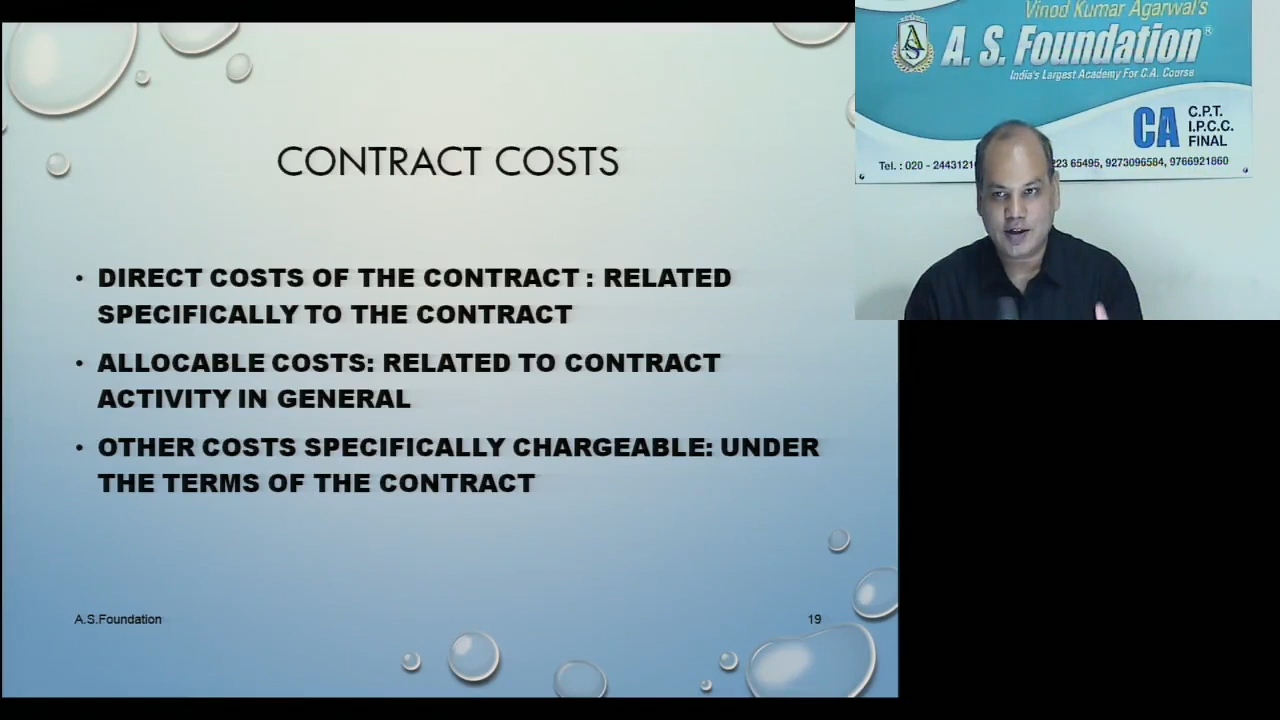 CONTRACT COSTS
• DIRECT COSTS OF THE CONTRACT : RELATED
SPECIFICALLY TO THE CONTRACT
• ALLOCABLE COSTS: RELATED TO CONTRACT
ACTIVITY IN GENERAL
• OTHER COSTS SPECIFICALLY CHARGEABLE: UNDER
THE TERMS OF THE CONTRACT
A.S.Foundation
19
Vinod Kumar Agarwal's
AS
A. S. Foundation®
India's Largest Academy For C.A. Course
CA
C.P.T.
I.P.C.C.
FINAL
Tel. : 020 - 2443121 223 65495, 9273096584, 9766921860